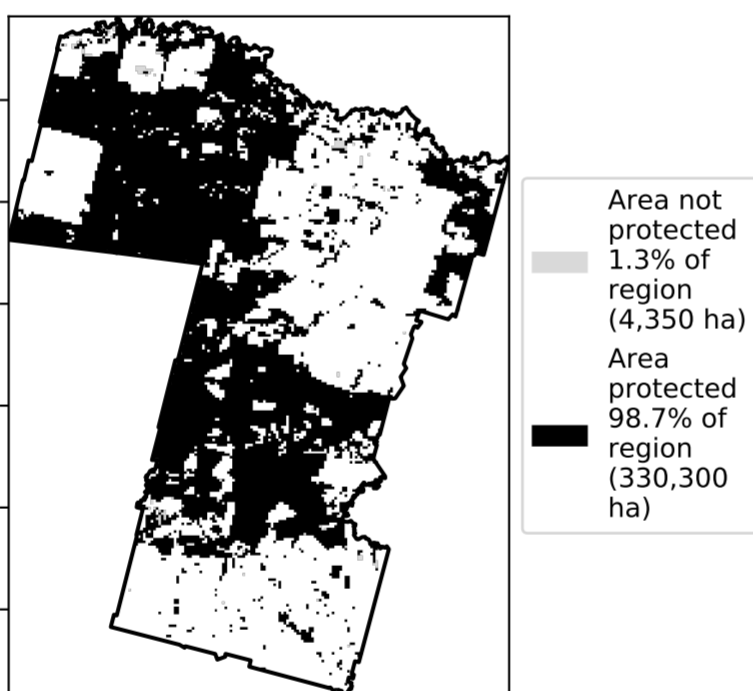 Area not
protected
1.3% of
region
(4,350 ha)
Area
protected
98.7% of
region
(330,300
ha)